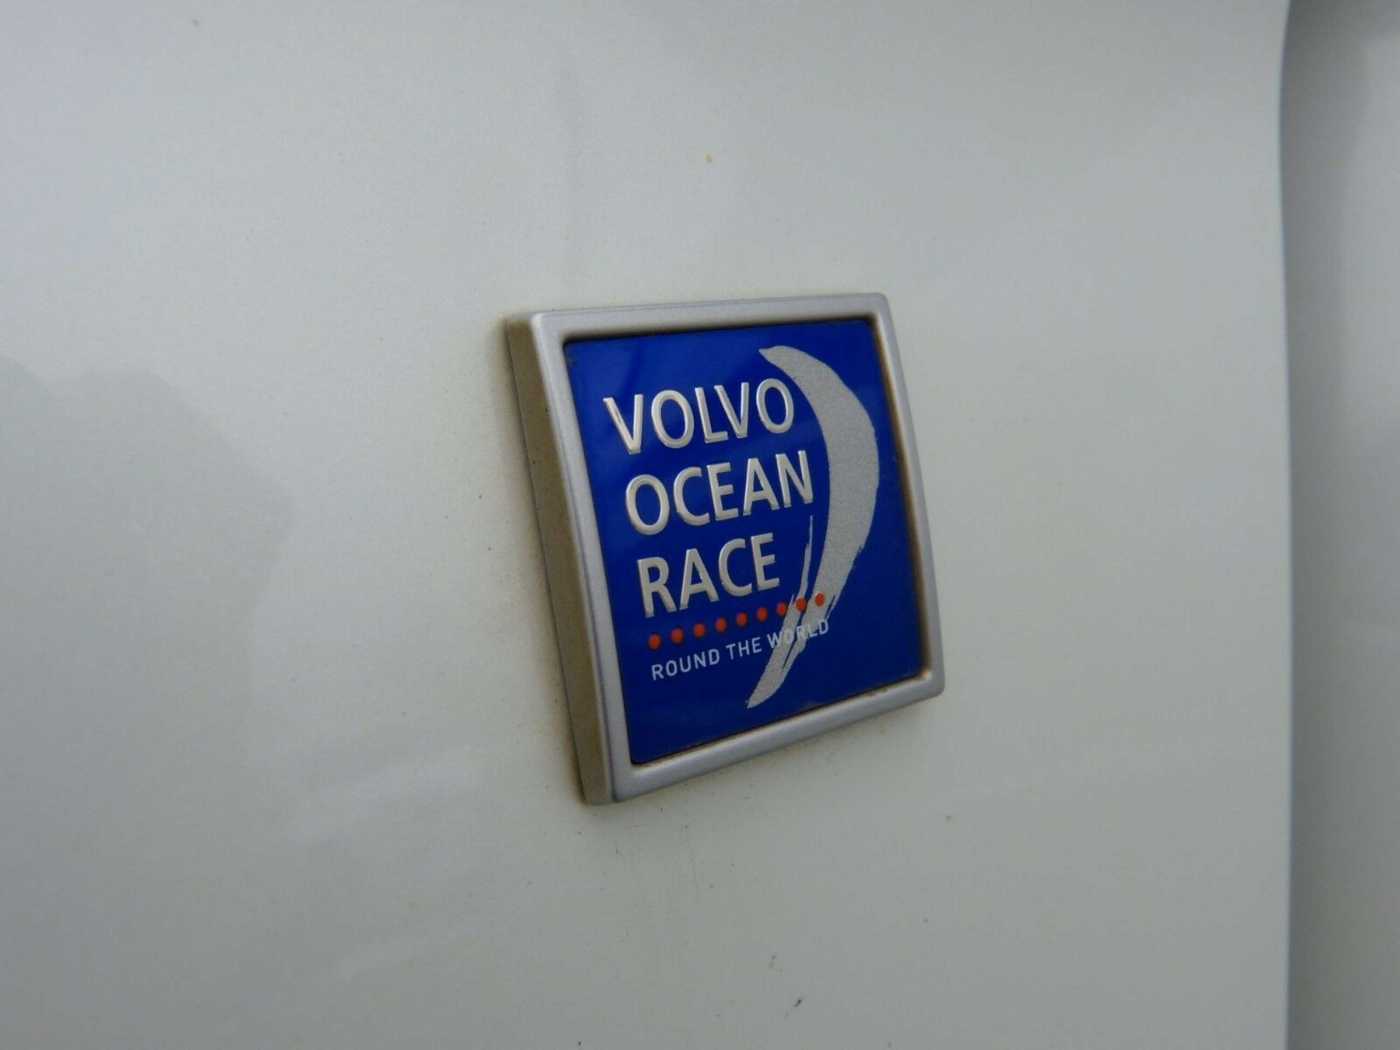 VOLVO
OCEAN
RACE
ROUND THE WORLD